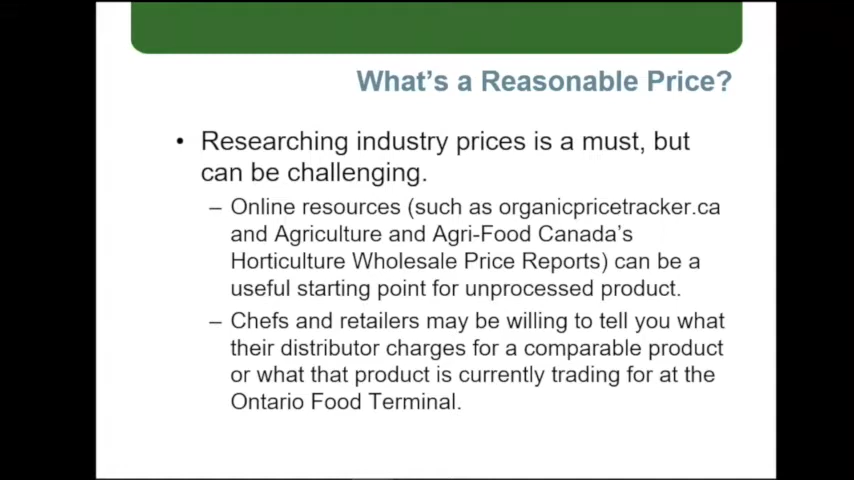 What's a Reasonable Price?
• Researching industry prices is a must, but
can be challenging.
– Online resources (such as organicpricetracker.ca
and Agriculture and Agri-Food Canada's
Horticulture Wholesale Price Reports) can be a
useful starting point for unprocessed product.
– Chefs and retailers may be willing to tell you what
their distributor charges for a comparable product
or what that product is currently trading for at the
Ontario Food Terminal.